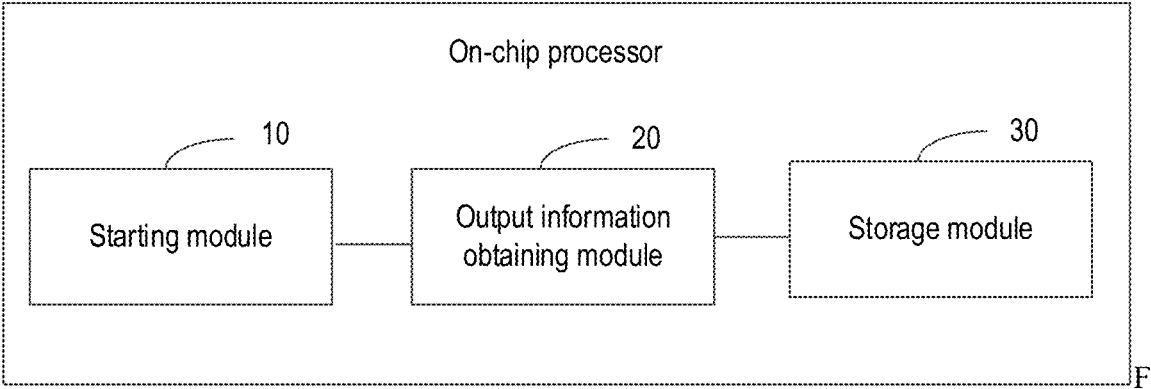 On-chip processor
10
20
30
Starting module
Output information
obtaining module
Storage module
F